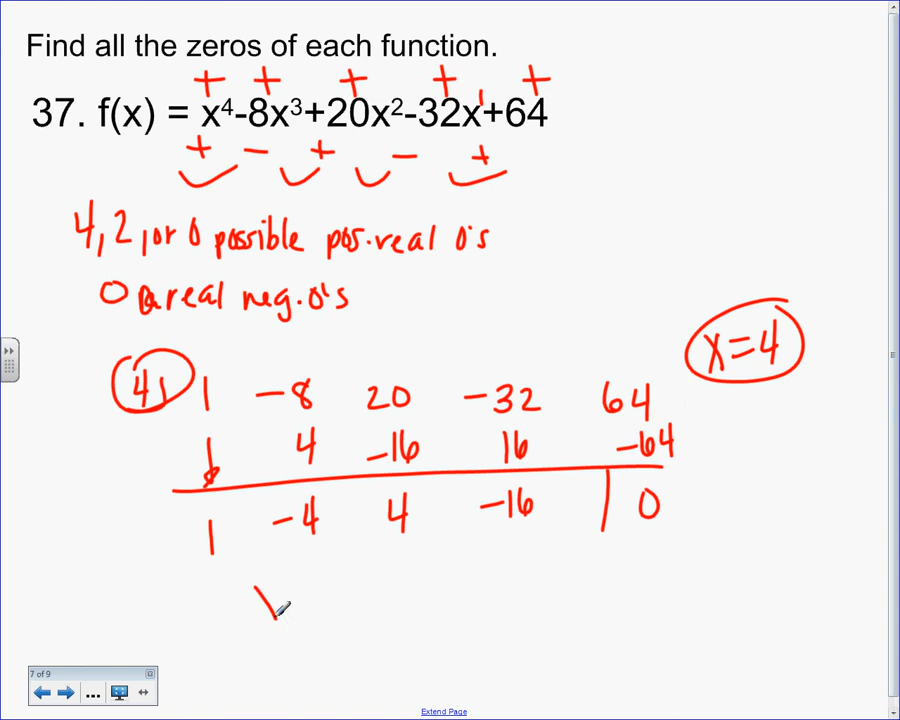 Find all the zeros of each function.
+ + + + +
37. f(x) = x⁴-8x³+20x²-32x¹+64
+ - + - +
4, 2, or 0 possible pos. real 0's
0 real neg. 0's
x=4
4 1 -8 20 -32 64
4 -16 16 -64
1 -4 4 -16 0
7 of 9
...
Extend Page